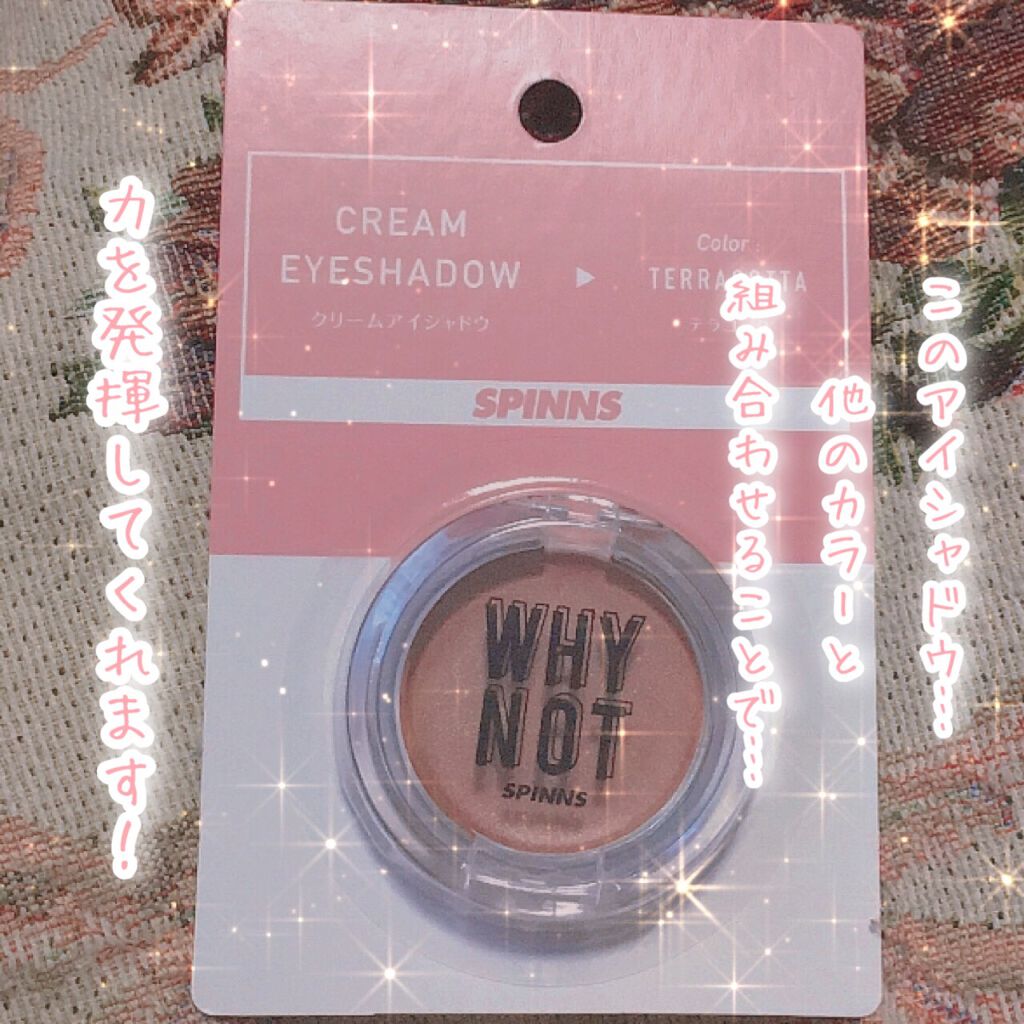 CREAM
EYESHADOW
クリームアイシャドウ
▶
Color :
TERRACOTTA
SPINNS
WHY
NOT
SPINNS
このアイシャドウ…
他のカラーと
組み合わせることで…
力を発揮してくれます!